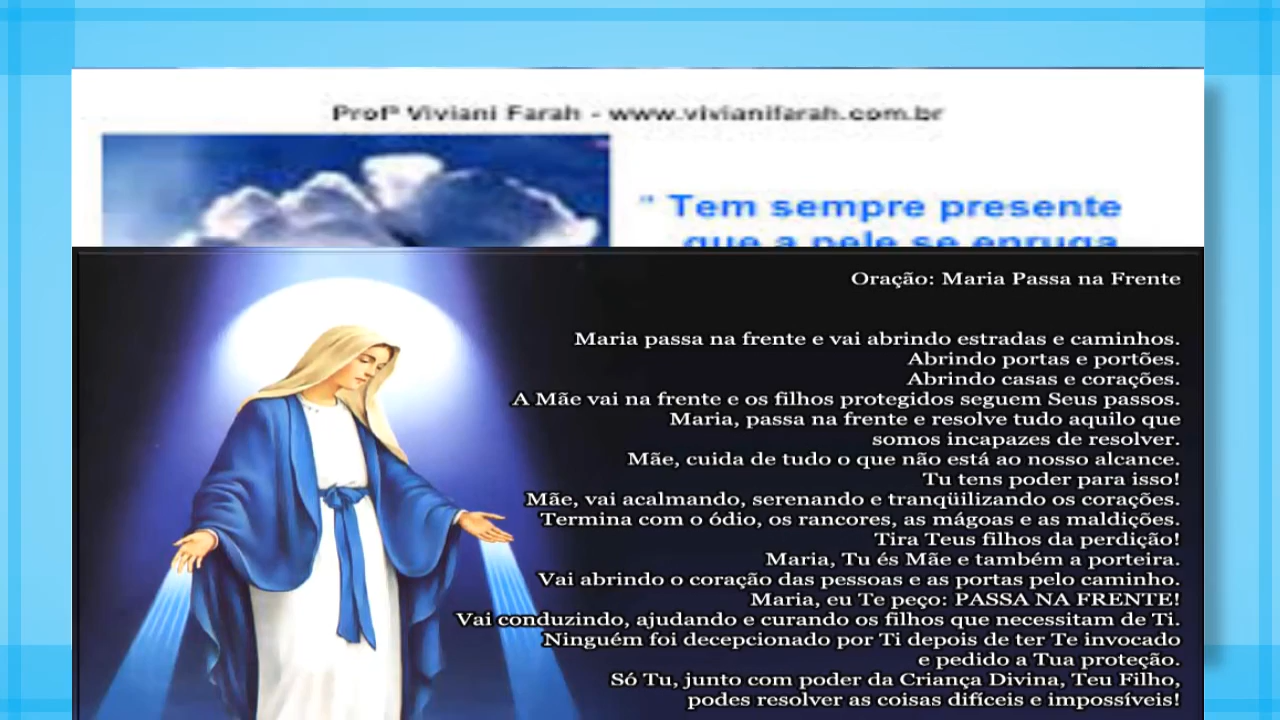 Profª Viviani Farah - www.vivianifarah.com.br
" Tem sempre presente
que a pele se enruga
Oração: Maria Passa na Frente
Maria passa na frente e vai abrindo estradas e caminhos.
Abrindo portas e portões.
Abrindo casas e corações.
A Mãe vai na frente e os filhos protegidos seguem Seus passos.
Maria, passa na frente e resolve tudo aquilo que
somos incapazes de resolver.
Mãe, cuida de tudo o que não está ao nosso alcance.
Tu tens poder para isso!
Mãe, vai acalmando, serenando e tranqüilizando os corações.
Termina com o ódio, os rancores, as mágoas e as maldições.
Tira Teus filhos da perdição!
Maria, Tu és Mãe e também a porteira.
Vai abrindo o coração das pessoas e as portas pelo caminho.
Maria, eu Te peço: PASSA NA FRENTE!
Vai conduzindo, ajudando e curando os filhos que necessitam de Ti.
Ninguém foi decepcionado por Ti depois de ter Te invocado
e pedido a Tua proteção.
Só Tu, junto com poder da Criança Divina, Teu Filho,
podes resolver as coisas difíceis e impossíveis!